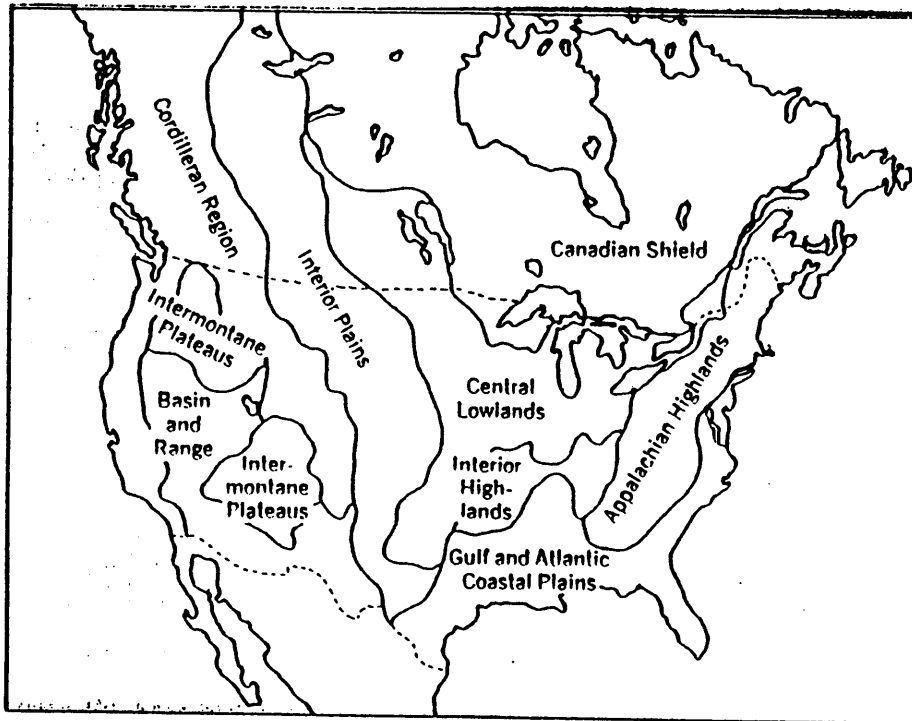 Cordilleran Region
Interior Plains
Canadian Shield
Intermontane
Plateaus
Basin
and
Range
Inter-
montane
Plateaus
Central
Lowlands
Interior
High-
lands
Appalachian Highlands
Gulf and Atlantic
Coastal Plains